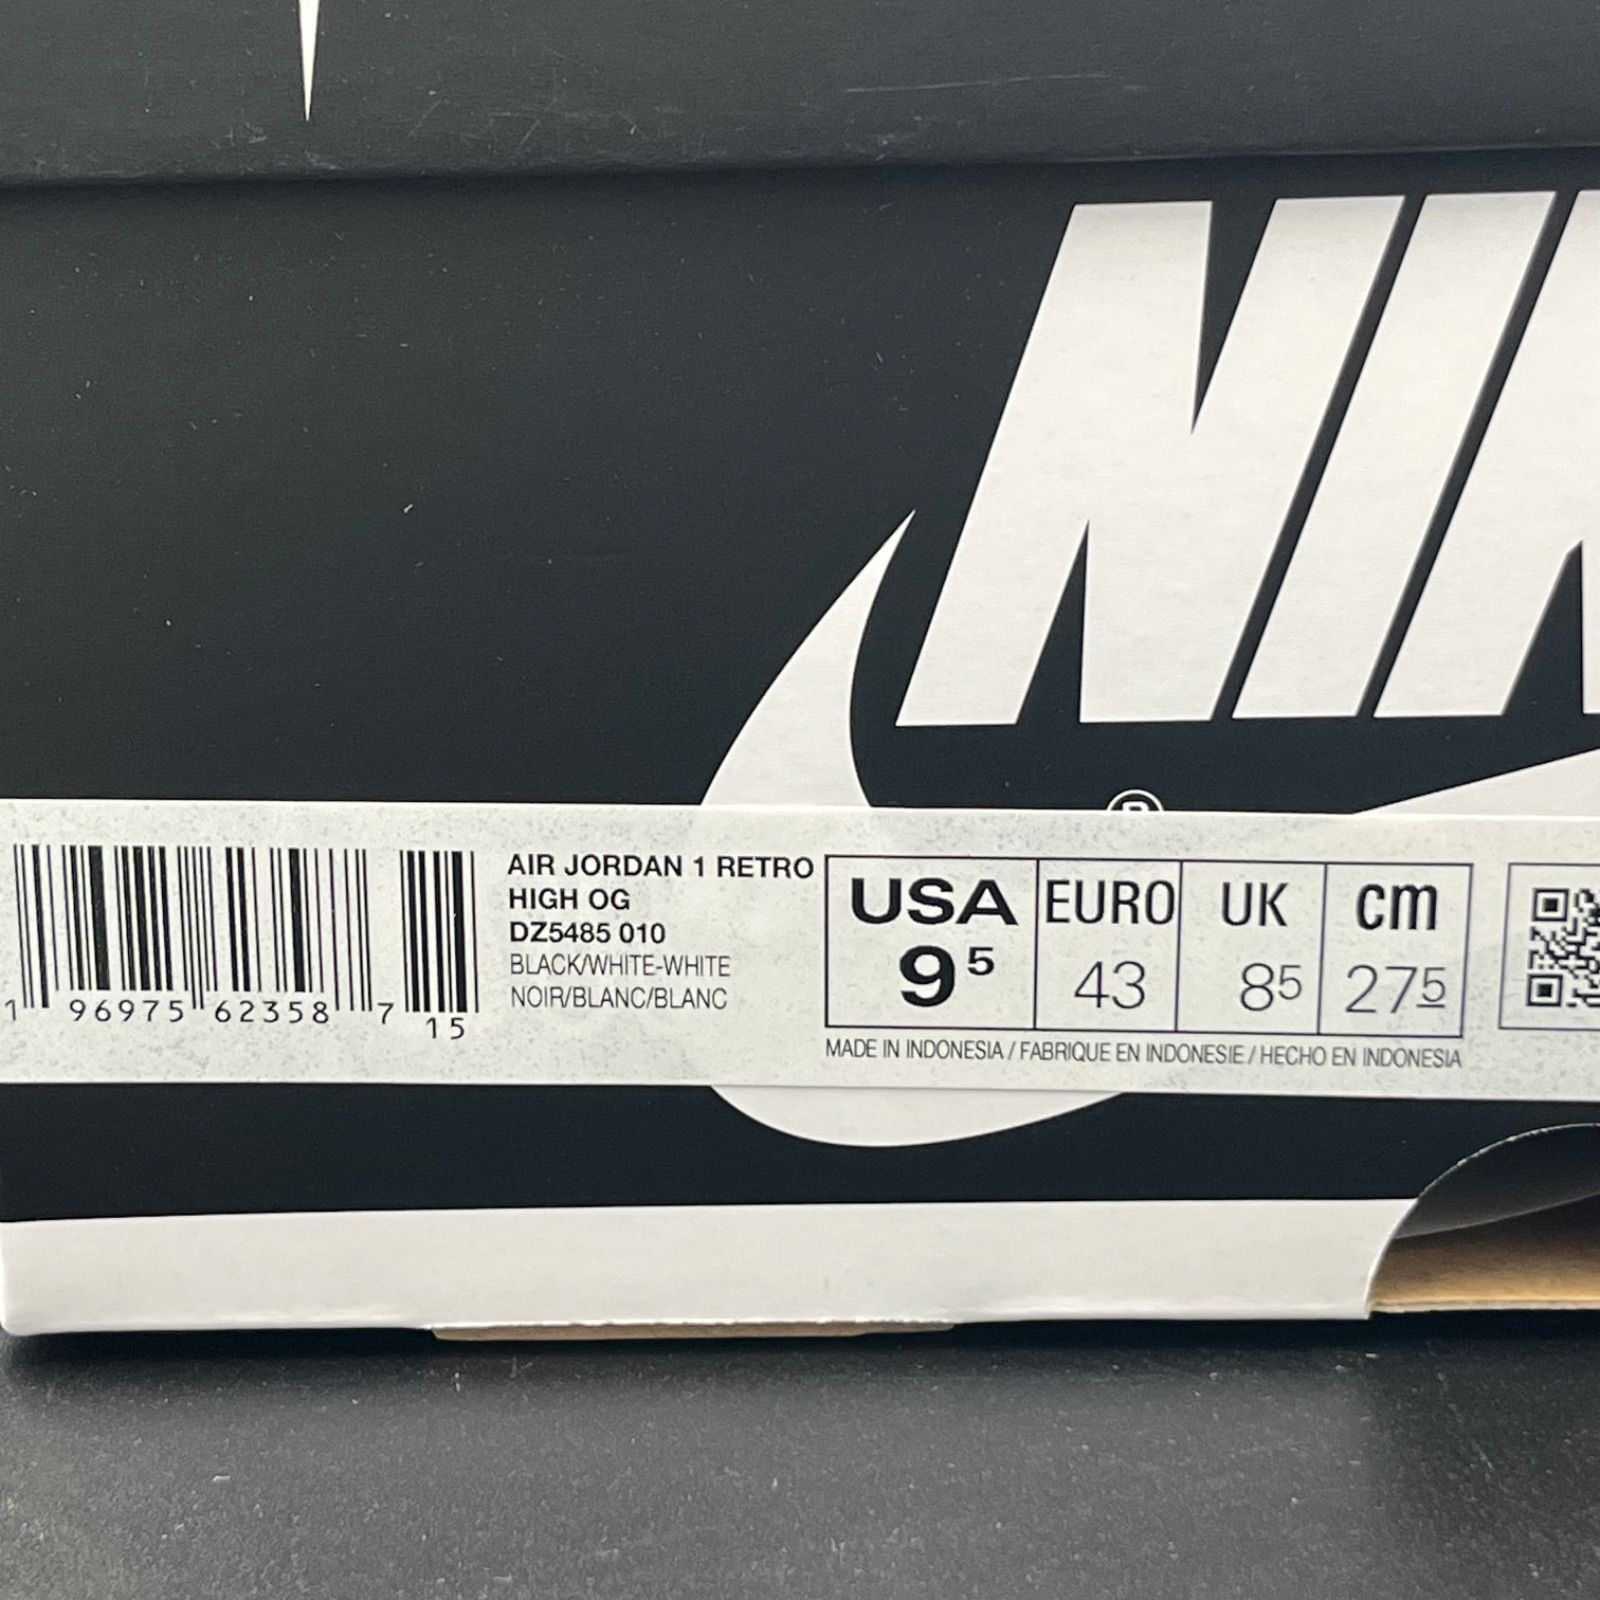 NIK
®
AIR JORDAN 1 RETRO
HIGH OG
DZ5485 010
BLACK/WHITE-WHITE
NOIR/BLANC/BLANC
1 96975 62358 7 15
USA EURO UK cm
9⁵ 43 8⁵ 27⁵
MADE IN INDONESIA / FABRIQUE EN INDONESIE / HECHO EN INDONESIA